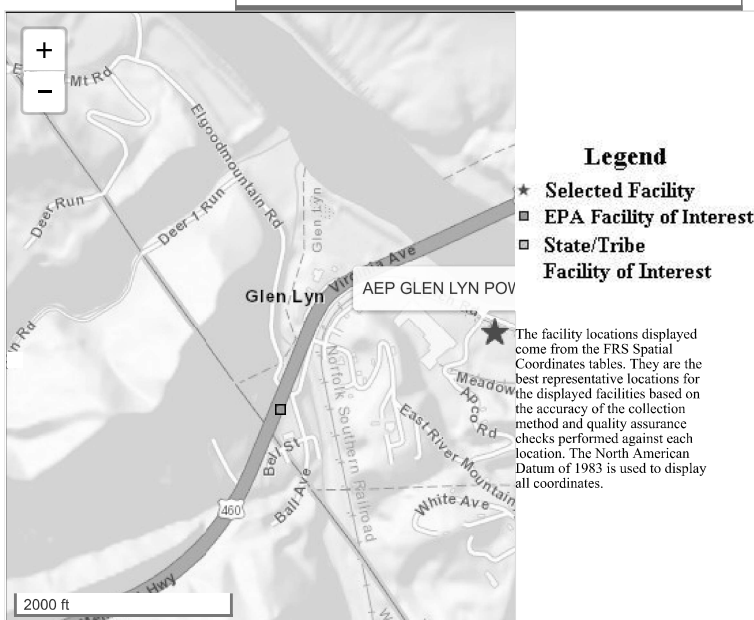 +
−
Mt Rd
Elgoodmountain Rd
Deer Run
Deer 1 Run
Glen Lyn
Virginia Ave
Glen Lyn
AEP GLEN LYN POW
Rd
n Rd
Norfolk Southern Railroad
Meadow
Apco Rd
East River Mountain
Bell St
Ball Ave
White Ave
460
Hwy
2000 ft
Legend
Selected Facility
EPA Facility of Interest
State/Tribe
Facility of Interest
The facility locations displayed
come from the FRS Spatial
Coordinates tables. They are the
best representative locations for
the displayed facilities based on
the accuracy of the collection
method and quality assurance
checks performed against each
location. The North American
Datum of 1983 is used to display
all coordinates.